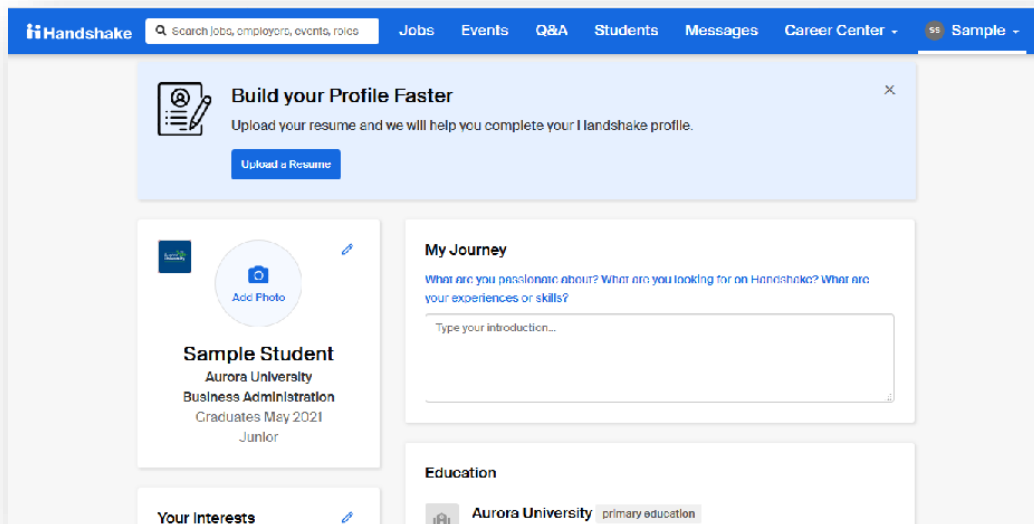 Handshake
Search jobs, employers, events, roles
Jobs
Events
Q&A
Students
Messages
Career Center
SS
Sample
Build your Profile Faster
Upload your resume and we will help you complete your Handshake profile.
Upload a Resume
Add Photo
Sample Student
Aurora University
Business Administration
Graduates May 2021
Junior
Your Interests
My Journey
What are you passionate about? What are you looking for on Handshake? What are
your experiences or skills?
Type your introduction...
Education
Aurora University primary education